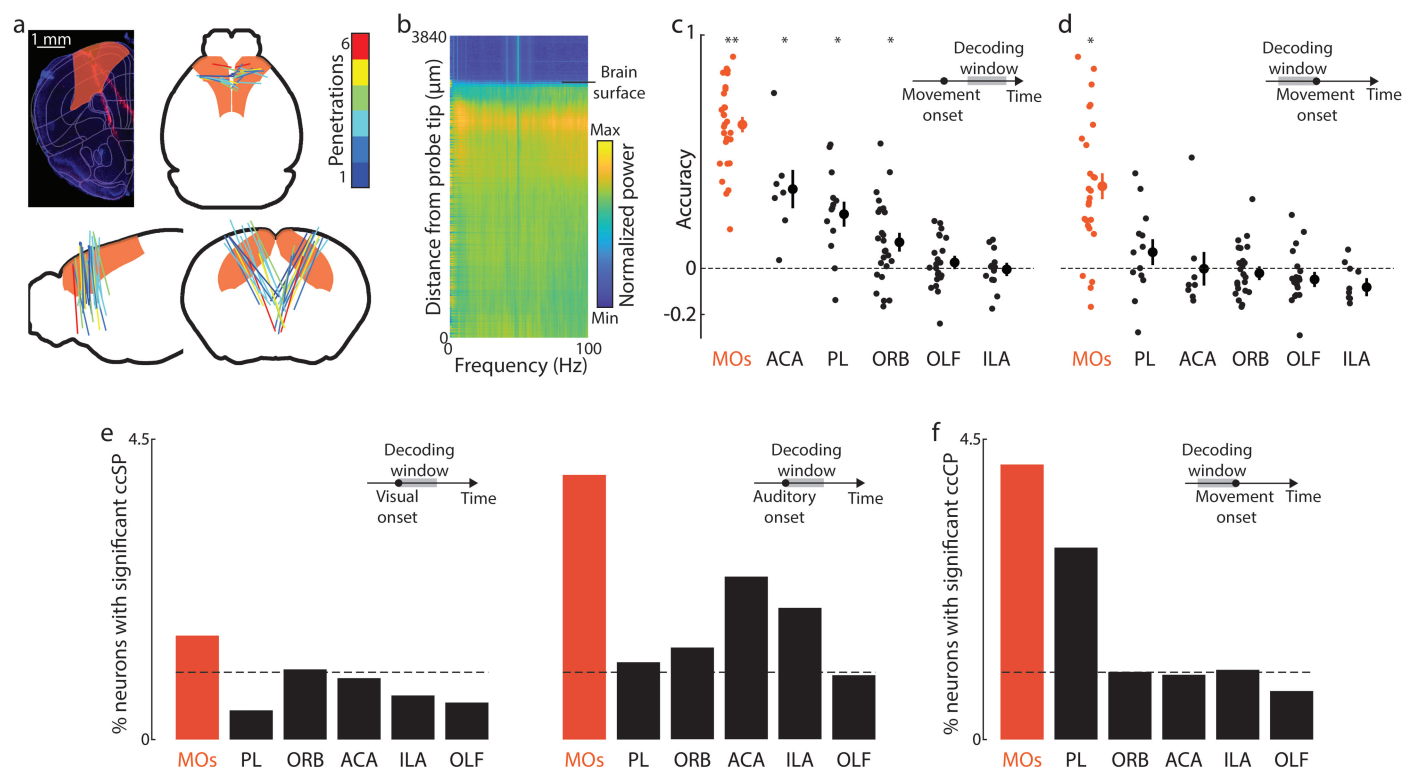 a
1 mm
6
Penetrations
1
b
3840
Distance from probe tip (μm)
0
0
100
Frequency (Hz)
Brain
surface
Max
Normalized power
Min
c
1
Accuracy
0
-0.2
** * * *
Decoding
window
Movement
onset
Time
MOs ACA PL ORB OLF ILA
d
*
Decoding
window
Movement
onset
Time
MOs PL ACA ORB OLF ILA
e
4.5
% neurons with significant ccSP
0
Decoding
window
Visual
onset
Time
MOs PL ORB ACA ILA OLF
Decoding
window
Auditory
onset
Time
MOs PL ORB ACA ILA OLF
f
4.5
% neurons with significant ccCP
0
Decoding
window
Movement
onset
Time
MOs PL ORB ACA ILA OLF